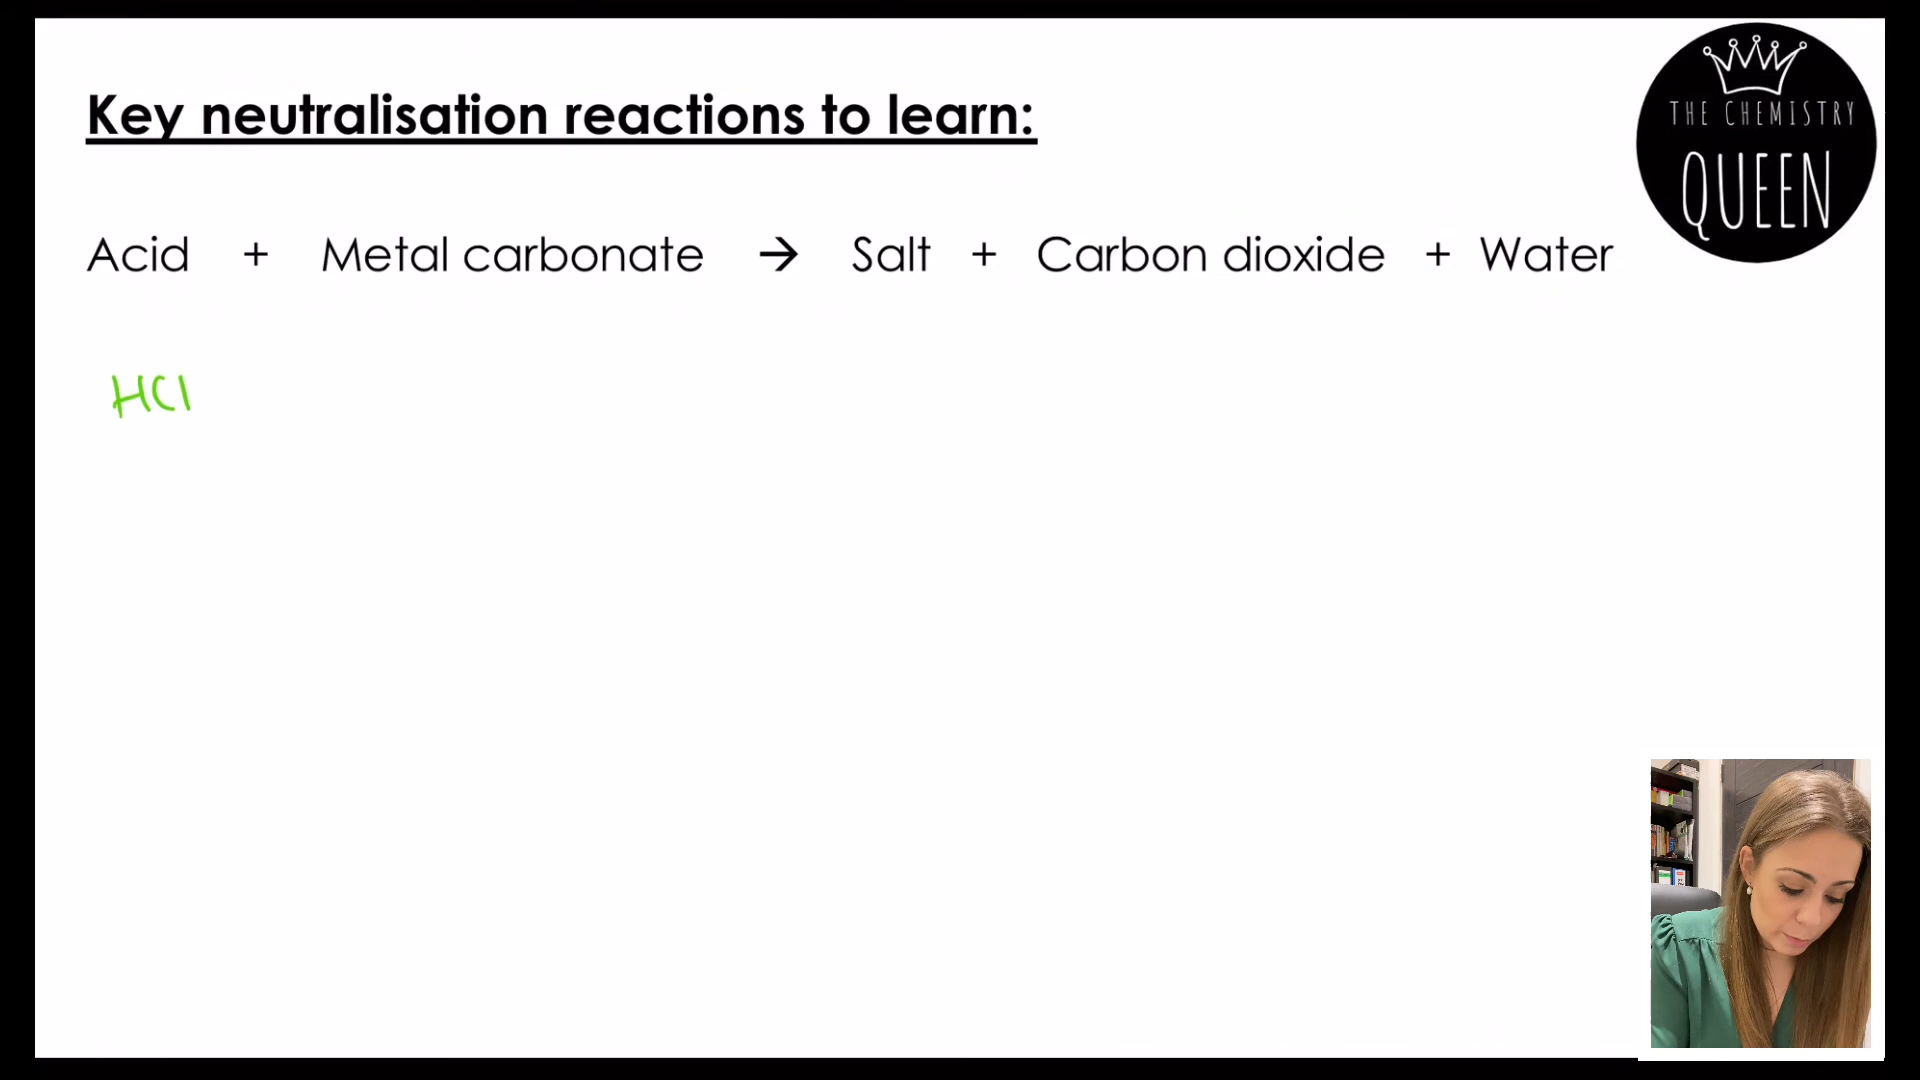 Key neutralisation reactions to learn:
THE CHEMISTRY
QUEEN
Acid + Metal carbonate → Salt + Carbon dioxide + Water
HCl